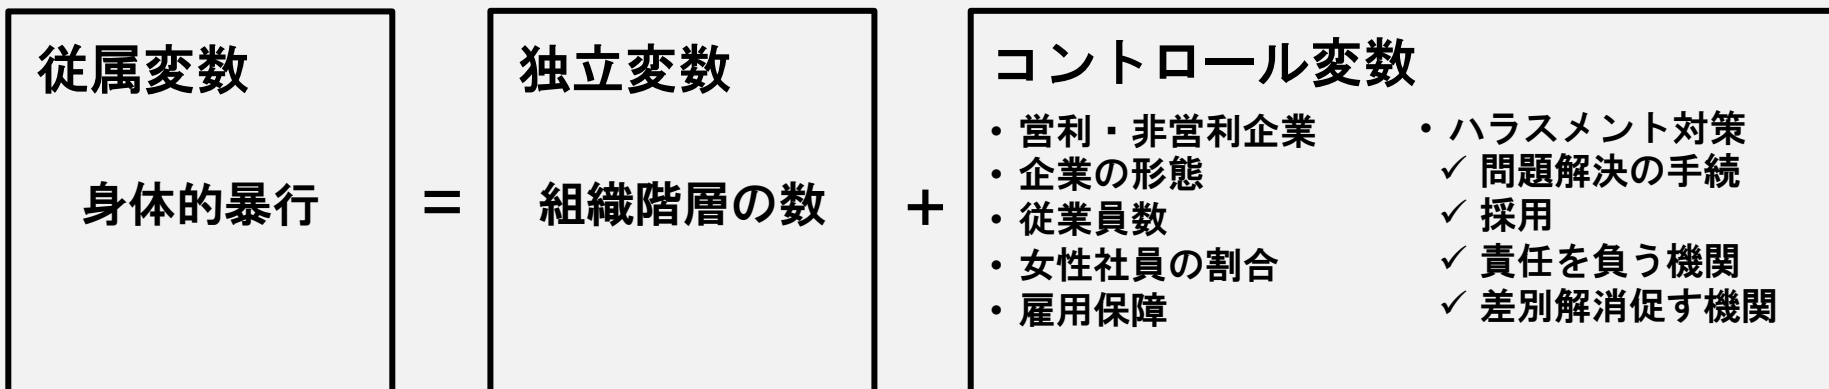 従属変数
身体的暴行
=
独立変数
組織階層の数
+
コントロール変数
• 営利・非営利企業
• 企業の形態
• 従業員数
• 女性社員の割合
• 雇用保障
• ハラスメント対策
✓ 問題解決の手続
✓ 採用
✓ 責任を負う機関
✓ 差別解消促す機関